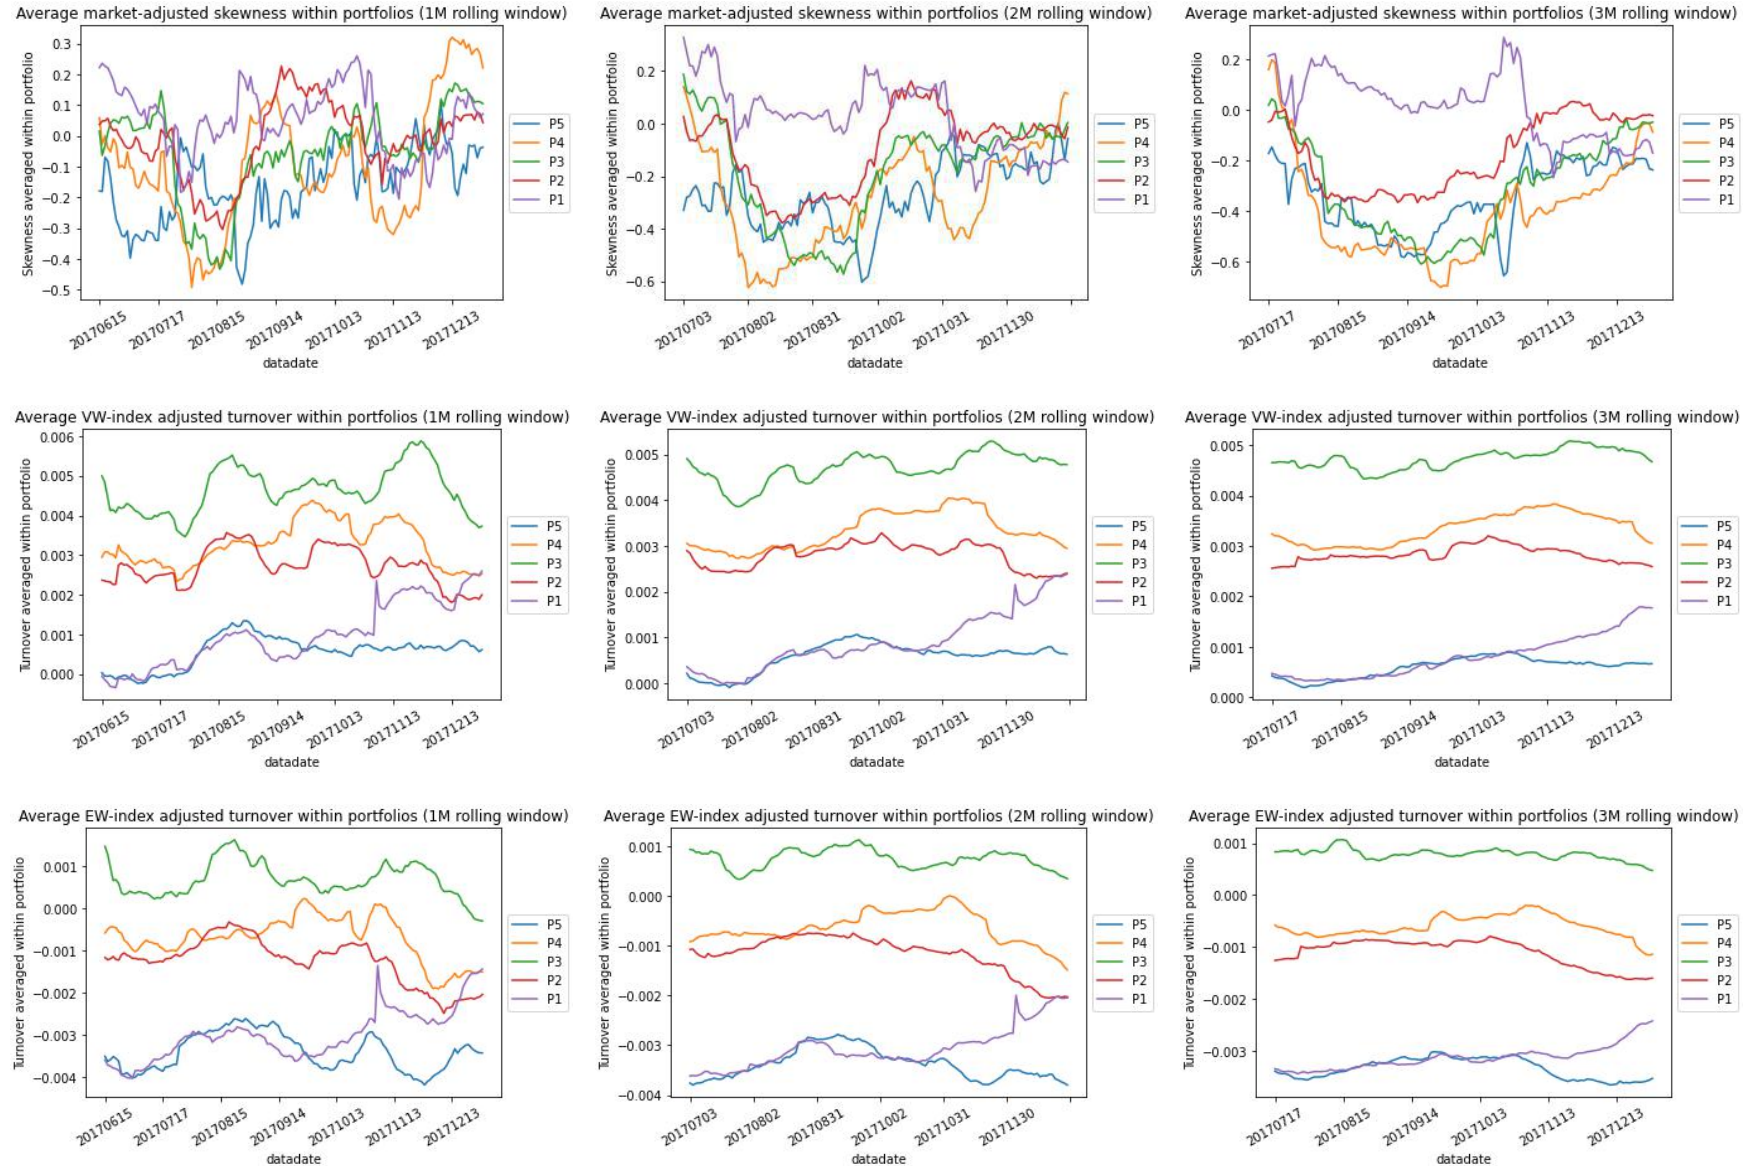 Average market-adjusted skewness within portfolios (1M rolling window)
Skewness averaged within portfolio
0.3
0.2
0.1
0.0
−0.1
−0.2
−0.3
−0.4
−0.5
20170615
20170717
20170815
20170914
20171013
20171113
20171213
datadate
P5
P4
P3
P2
P1
Average market-adjusted skewness within portfolios (2M rolling window)
Skewness averaged within portfolio
0.2
0.0
−0.2
−0.4
−0.6
20170703
20170802
20170831
20171002
20171031
20171130
datadate
P5
P4
P3
P2
P1
Average market-adjusted skewness within portfolios (3M rolling window)
Skewness averaged within portfolio
0.2
0.0
−0.2
−0.4
−0.6
20170717
20170815
20170914
20171013
20171113
20171213
datadate
P5
P4
P3
P2
P1
Average VW-index adjusted turnover within portfolios (1M rolling window)
Turnover averaged within portfolio
0.006
0.005
0.004
0.003
0.002
0.001
0.000
20170615
20170717
20170815
20170914
20171013
20171113
20171213
datadate
P5
P4
P3
P2
P1
Average VW-index adjusted turnover within portfolios (2M rolling window)
Turnover averaged within portfolio
0.005
0.004
0.003
0.002
0.001
0.000
20170703
20170802
20170831
20171002
20171031
20171130
datadate
P5
P4
P3
P2
P1
Average VW-index adjusted turnover within portfolios (3M rolling window)
Turnover averaged within portfolio
0.005
0.004
0.003
0.002
0.001
0.000
20170717
20170815
20170914
20171013
20171113
20171213
datadate
P5
P4
P3
P2
P1
Average EW-index adjusted turnover within portfolios (1M rolling window)
Turnover averaged within portfolio
0.001
0.000
−0.001
−0.002
−0.003
−0.004
20170615
20170717
20170815
20170914
20171013
20171113
20171213
datadate
P5
P4
P3
P2
P1
Average EW-index adjusted turnover within portfolios (2M rolling window)
Turnover averaged within portfolio
0.001
0.000
−0.001
−0.002
−0.003
−0.004
20170703
20170802
20170831
20171002
20171031
20171130
datadate
P5
P4
P3
P2
P1
Average EW-index adjusted turnover within portfolios (3M rolling window)
Turnover averaged within portfolio
0.001
0.000
−0.001
−0.002
−0.003
20170717
20170815
20170914
20171013
20171113
20171213
datadate
P5
P4
P3
P2
P1